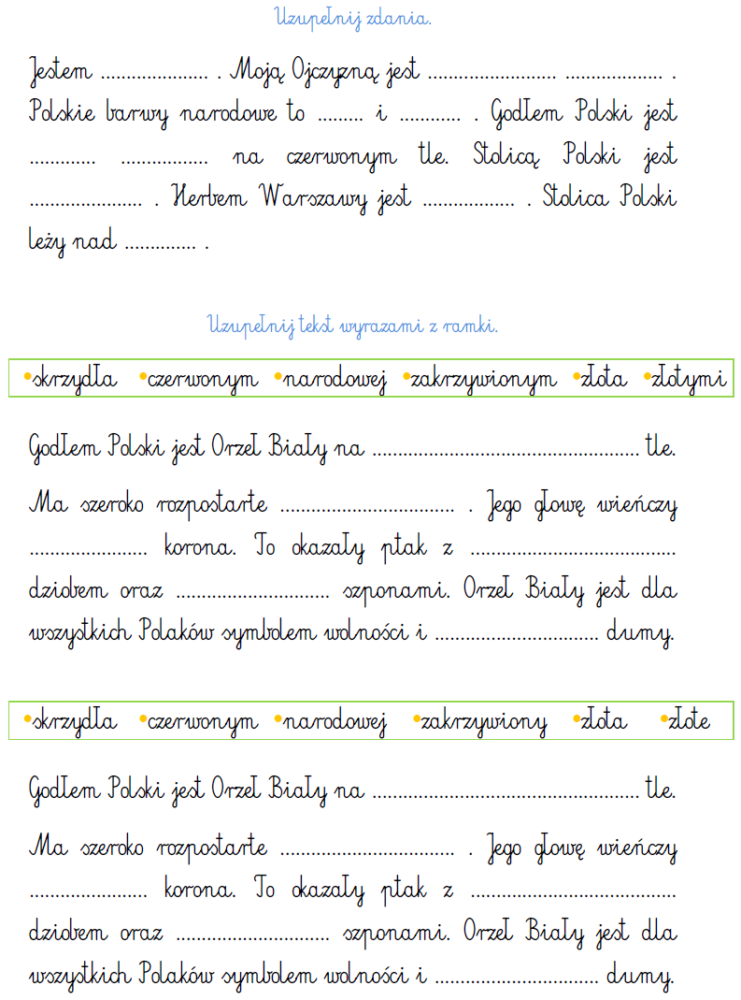 Uzupełnij zdania.
Jestem ..................... . Moją Ojczyzną jest ......................... ................... .
Polskie barwy narodowe to ......... i ............ . Godłem Polski jest
............. ................. na czerwonym tle. Stolicą Polski jest
...................... . Herbem Warszawy jest .................. . Stolica Polski
leży nad .............. .
Uzupełnij tekst wyrazami z ramki.
•skrzydła •czerwonym •narodowej •zakrzywionym •złota •złotymi
Godłem Polski jest Orzeł Biały na .................................................... tle.
Ma szeroko rozpostarte .................................. . Jego głowę wieńczy
....................... korona. To okazały ptak z ........................................
dziobem oraz .............................. szponami. Orzeł Biały jest dla
wszystkich Polaków symbolem wolności i ................................ dumy.
•skrzydła •czerwonym •narodowej •zakrzywiony •złota •złote
Godłem Polski jest Orzeł Biały na .................................................... tle.
Ma szeroko rozpostarte .................................. . Jego głowę wieńczy
....................... korona. To okazały ptak z ........................................
dziobem oraz .............................. szponami. Orzeł Biały jest dla
wszystkich Polaków symbolem wolności i ................................ dumy.